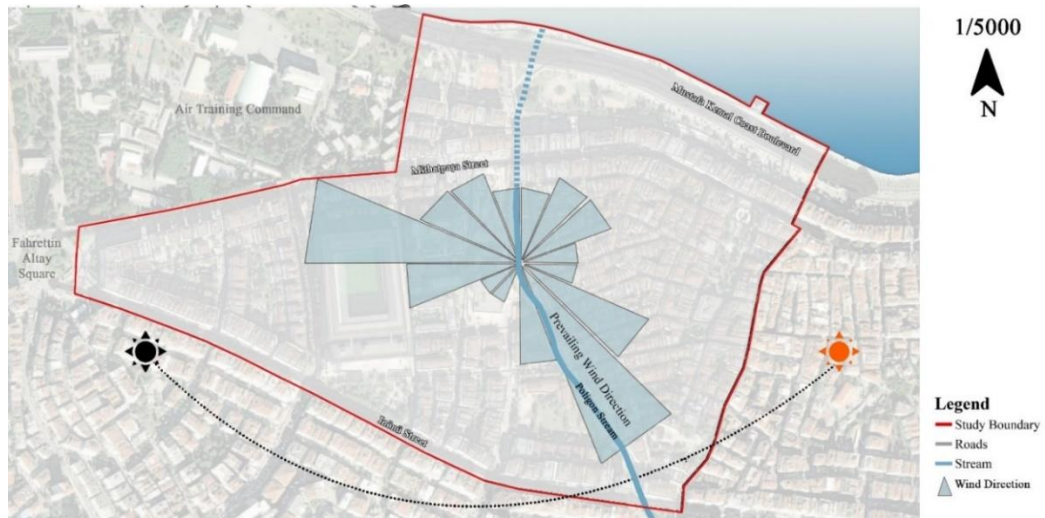 1/5000
N
Air Training Command
Mustafa Kemal Coast Boulevard
Mithatpaşa Street
Fahrettin
Altay
Square
Prevailing Wind Direction
Poligon Stream
İnönü Street
Legend
Study Boundary
Roads
Stream
Wind Direction